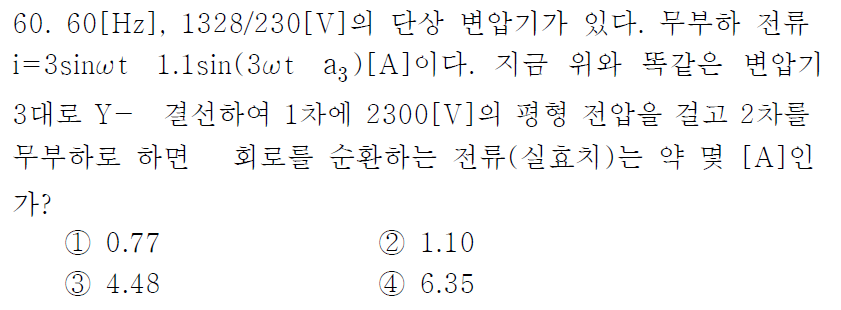 60. 60[Hz], 1328/230[V]의 단상 변압기가 있다. 무부하 전류
i=3sinωt 1.1sin(3ωt a₃)[A]이다. 지금 위와 똑같은 변압기
3대로 Y- 결선하여 1차에 2300[V]의 평형 전압을 걸고 2차를
무부하로 하면 회로를 순환하는 전류(실효치)는 약 몇 [A]인
가?
① 0.77 ② 1.10
③ 4.48 ④ 6.35